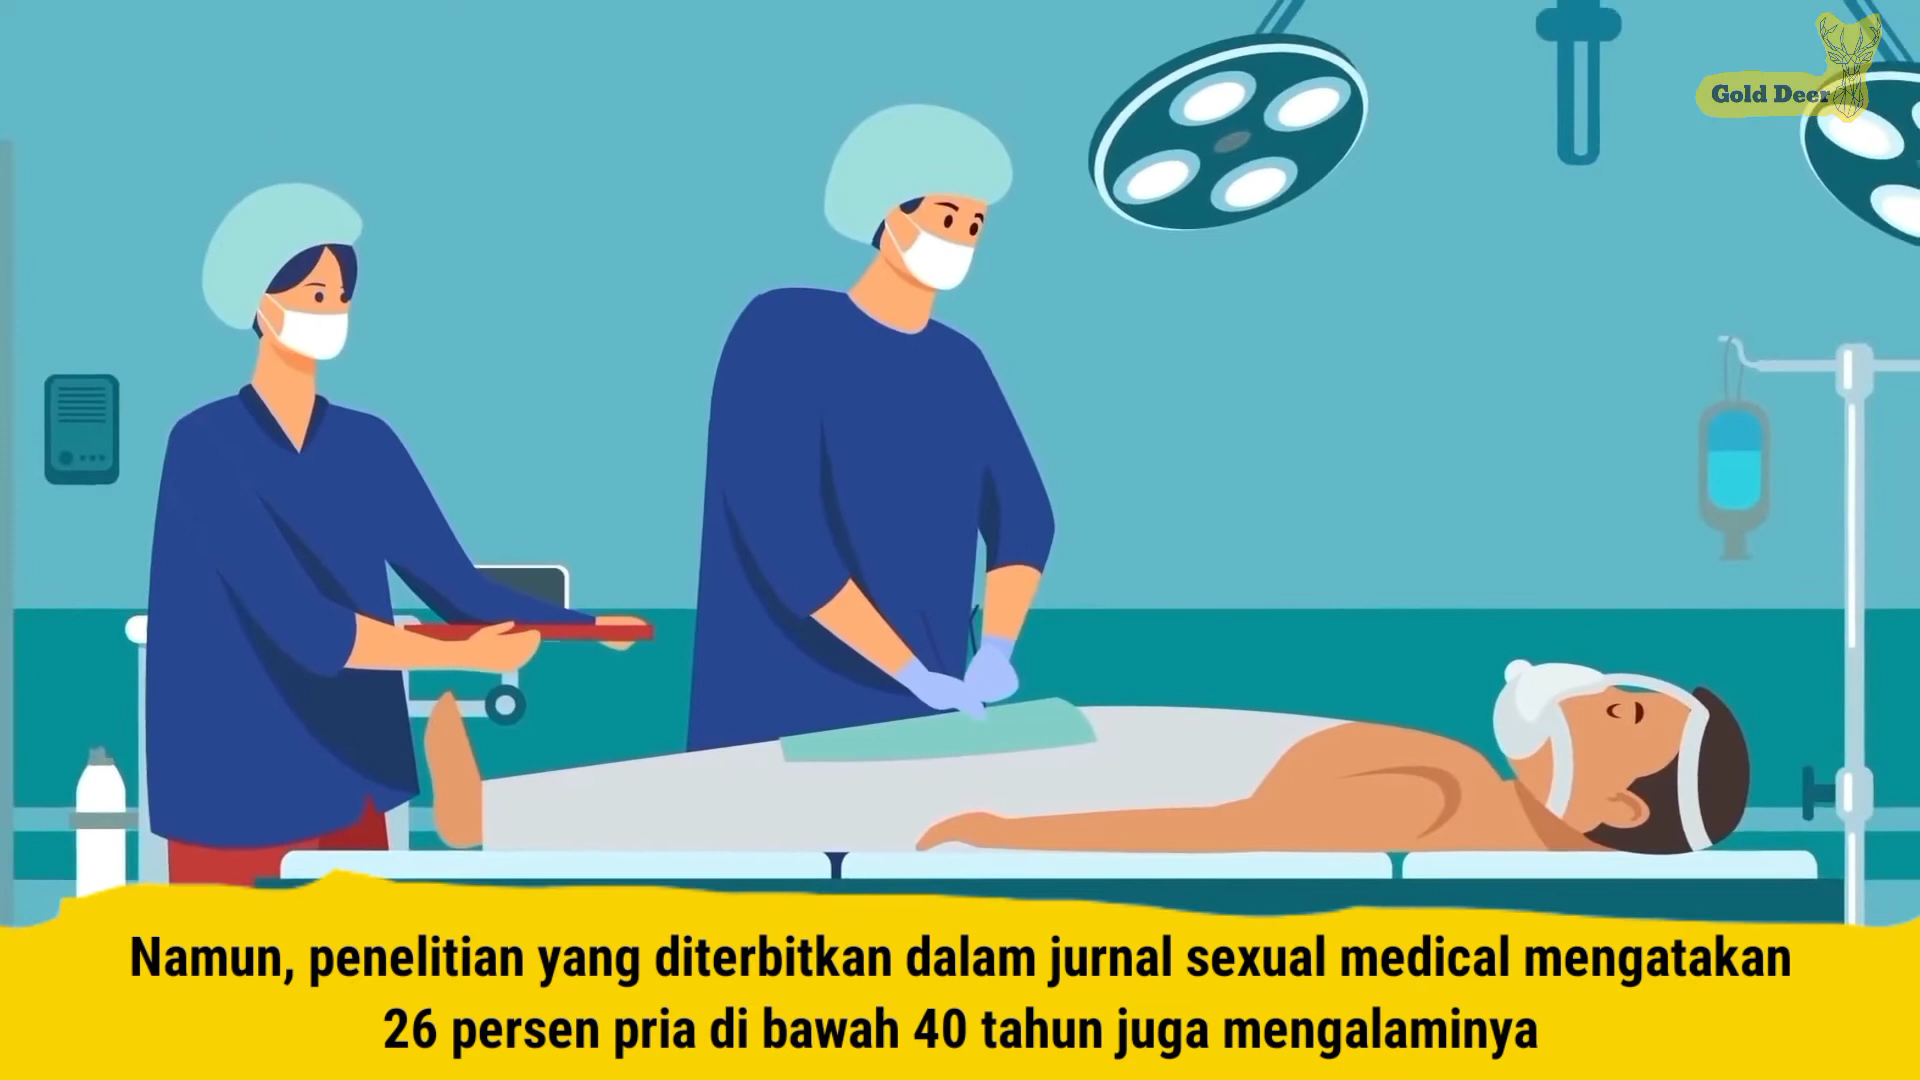 Gold Deer
Namun, penelitian yang diterbitkan dalam jurnal sexual medical mengatakan
26 persen pria di bawah 40 tahun juga mengalaminya